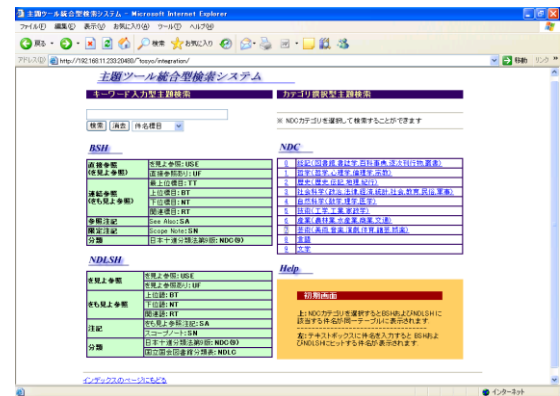 主題ツール統合型検索システム - Microsoft Internet Explorer
ファイル(F) 編集(E) 表示(V) お気に入り(A) ツール(T) ヘルプ(H)
戻る 検索 お気に入り
アドレス(D) http://192.168.11.233:20480/~tosyo/integration/ 移動 リンク
主題ツール統合型検索システム
キーワード入力型主題検索
検索 消去 件名標目
BSH
直接参照 (を見よ参照) を見よ参照: USE
を見よ参照あり: UF
連結参照 (をも見よ参照) 最上位標目: TT
上位標目: BT
下位標目: NT
関連標目: RT
参照注記 See Also: SA
限定注記 Scope Note: SN
分類 日本十進分類法新9版: NDC(9)
NDLSH
を見よ参照 を見よ参照: USE
を見よ参照あり: UF
をも見よ参照 上位語: BT
下位語: NT
関連語: RT
注記 をも見よ参照注記: SA
スコープノート: SN
分類 日本十進分類法新9版: NDC(9)
国立国会図書館分類表: NDLC
カテゴリ選択型主題検索
※ NDCカテゴリを選択して検索することができます
NDC
0 総記(図書館,書誌学,百科事典,逐次刊行物,叢書)
1 哲学(哲学,心理学,倫理学,宗教)
2 歴史(歴史,伝記,地理,紀行)
3 社会科学(政治,法律,経済,統計,社会,教育,民俗,軍事)
4 自然科学(数学,理学,医学)
5 技術(工学,工業,家政学)
6 産業(農林業,水産業,商業,交通)
7 芸術(美術,音楽,演劇,体育,諸芸,娯楽)
8 言語
9 文学
Help
初期画面
上: NDCカテゴリを選択するとBSHおよびNDLSHに
該当する件名が同一テーブルに表示されます
左: テキストボックスに件名を入力すると BSHおよ
びNDLSHにヒットする件名が表示されます
インデックスのページにもどる
インターネット